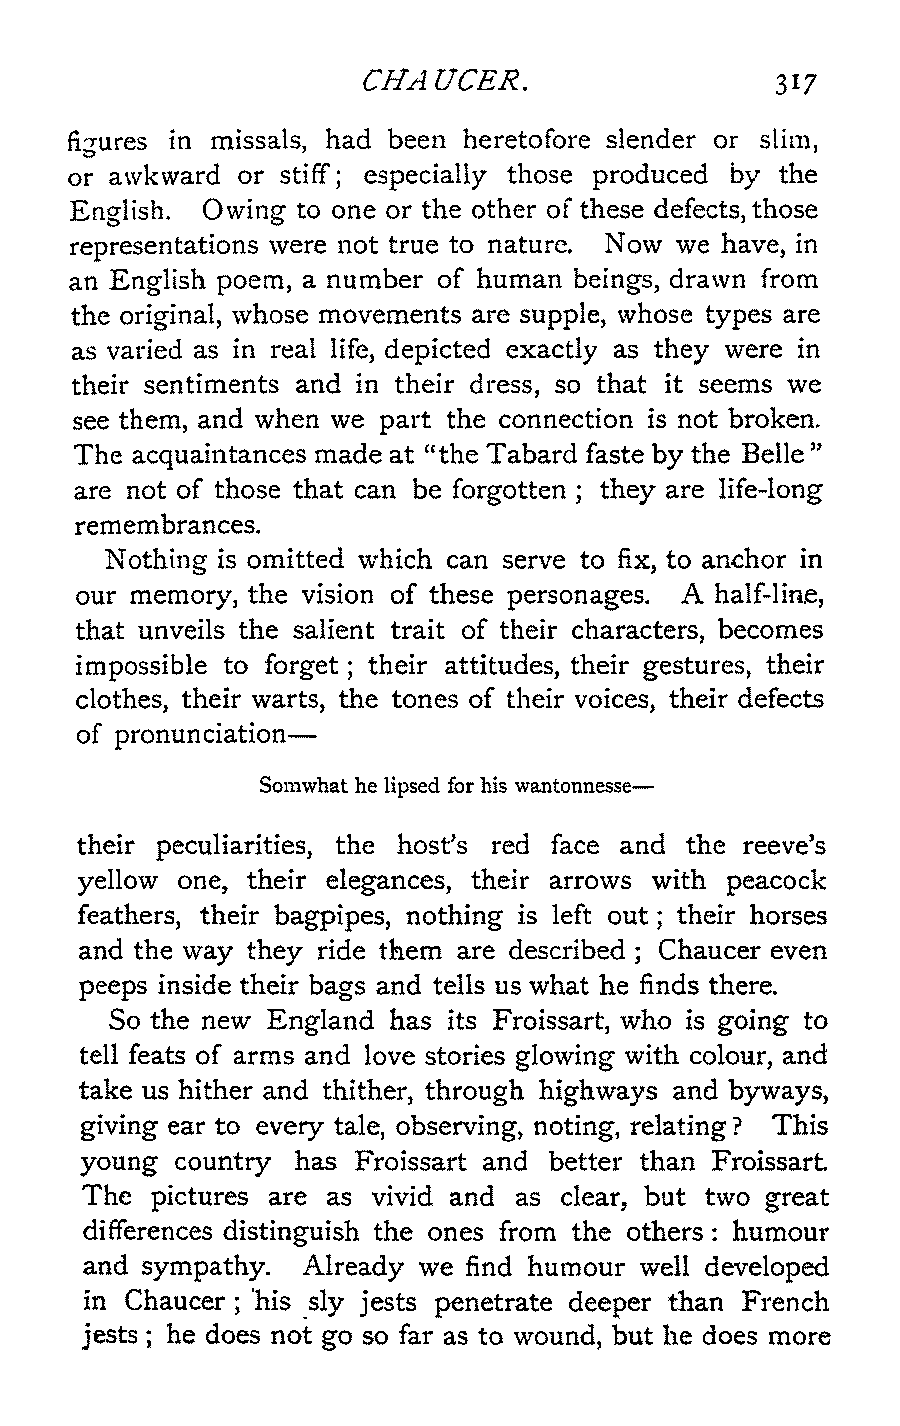 CHAUCER. 317
figures in missals, had been heretofore slender or slim,
or awkward or stiff; especially those produced by the
English. Owing to one or the other of these defects, those
representations were not true to nature. Now we have, in
an English poem, a number of human beings, drawn from
the original, whose movements are supple, whose types are
as varied as in real life, depicted exactly as they were in
their sentiments and in their dress, so that it seems we
see them, and when we part the connection is not broken.
The acquaintances made at “the Tabard faste by the Belle”
are not of those that can be forgotten ; they are life-long
remembrances.
Nothing is omitted which can serve to fix, to anchor in
our memory, the vision of these personages. A half-line,
that unveils the salient trait of their characters, becomes
impossible to forget ; their attitudes, their gestures, their
clothes, their warts, the tones of their voices, their defects
of pronunciation—
Somwhat he lipsed for his wantonnesse—
their peculiarities, the host’s red face and the reeve’s
yellow one, their elegances, their arrows with peacock
feathers, their bagpipes, nothing is left out ; their horses
and the way they ride them are described ; Chaucer even
peeps inside their bags and tells us what he finds there.
So the new England has its Froissart, who is going to
tell feats of arms and love stories glowing with colour, and
take us hither and thither, through highways and byways,
giving ear to every tale, observing, noting, relating ? This
young country has Froissart and better than Froissart.
The pictures are as vivid and as clear, but two great
differences distinguish the ones from the others : humour
and sympathy. Already we find humour well developed
in Chaucer ; his sly jests penetrate deeper than French
jests ; he does not go so far as to wound, but he does more